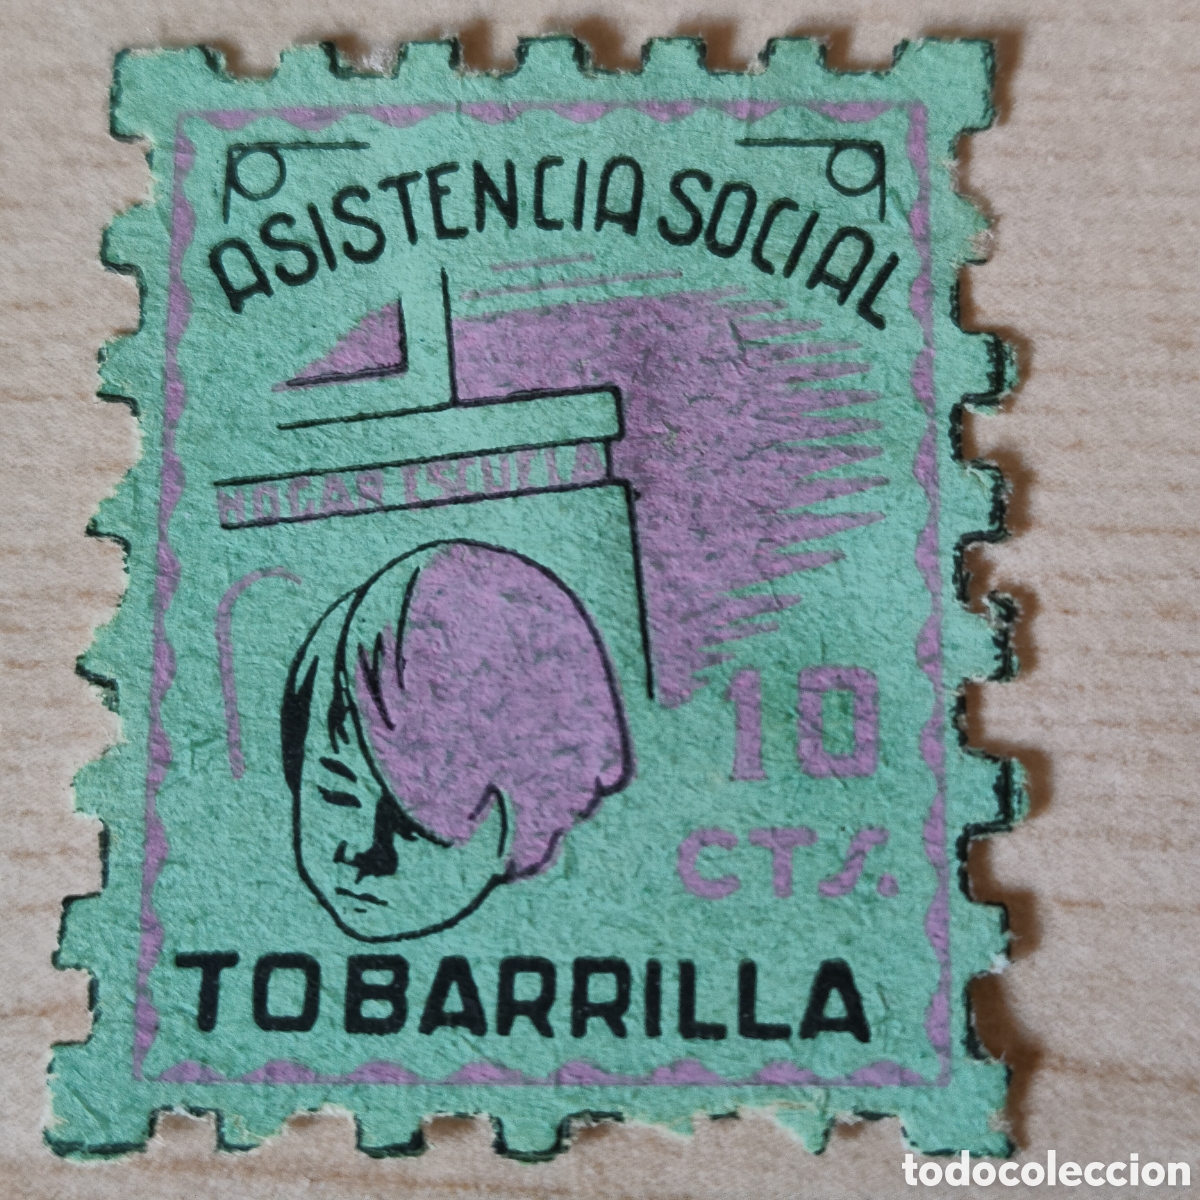 ASISTENCIA SOCIAL
HOGAR ESCUELA
10
CTS.
TOBARRILLA
todocoleccion